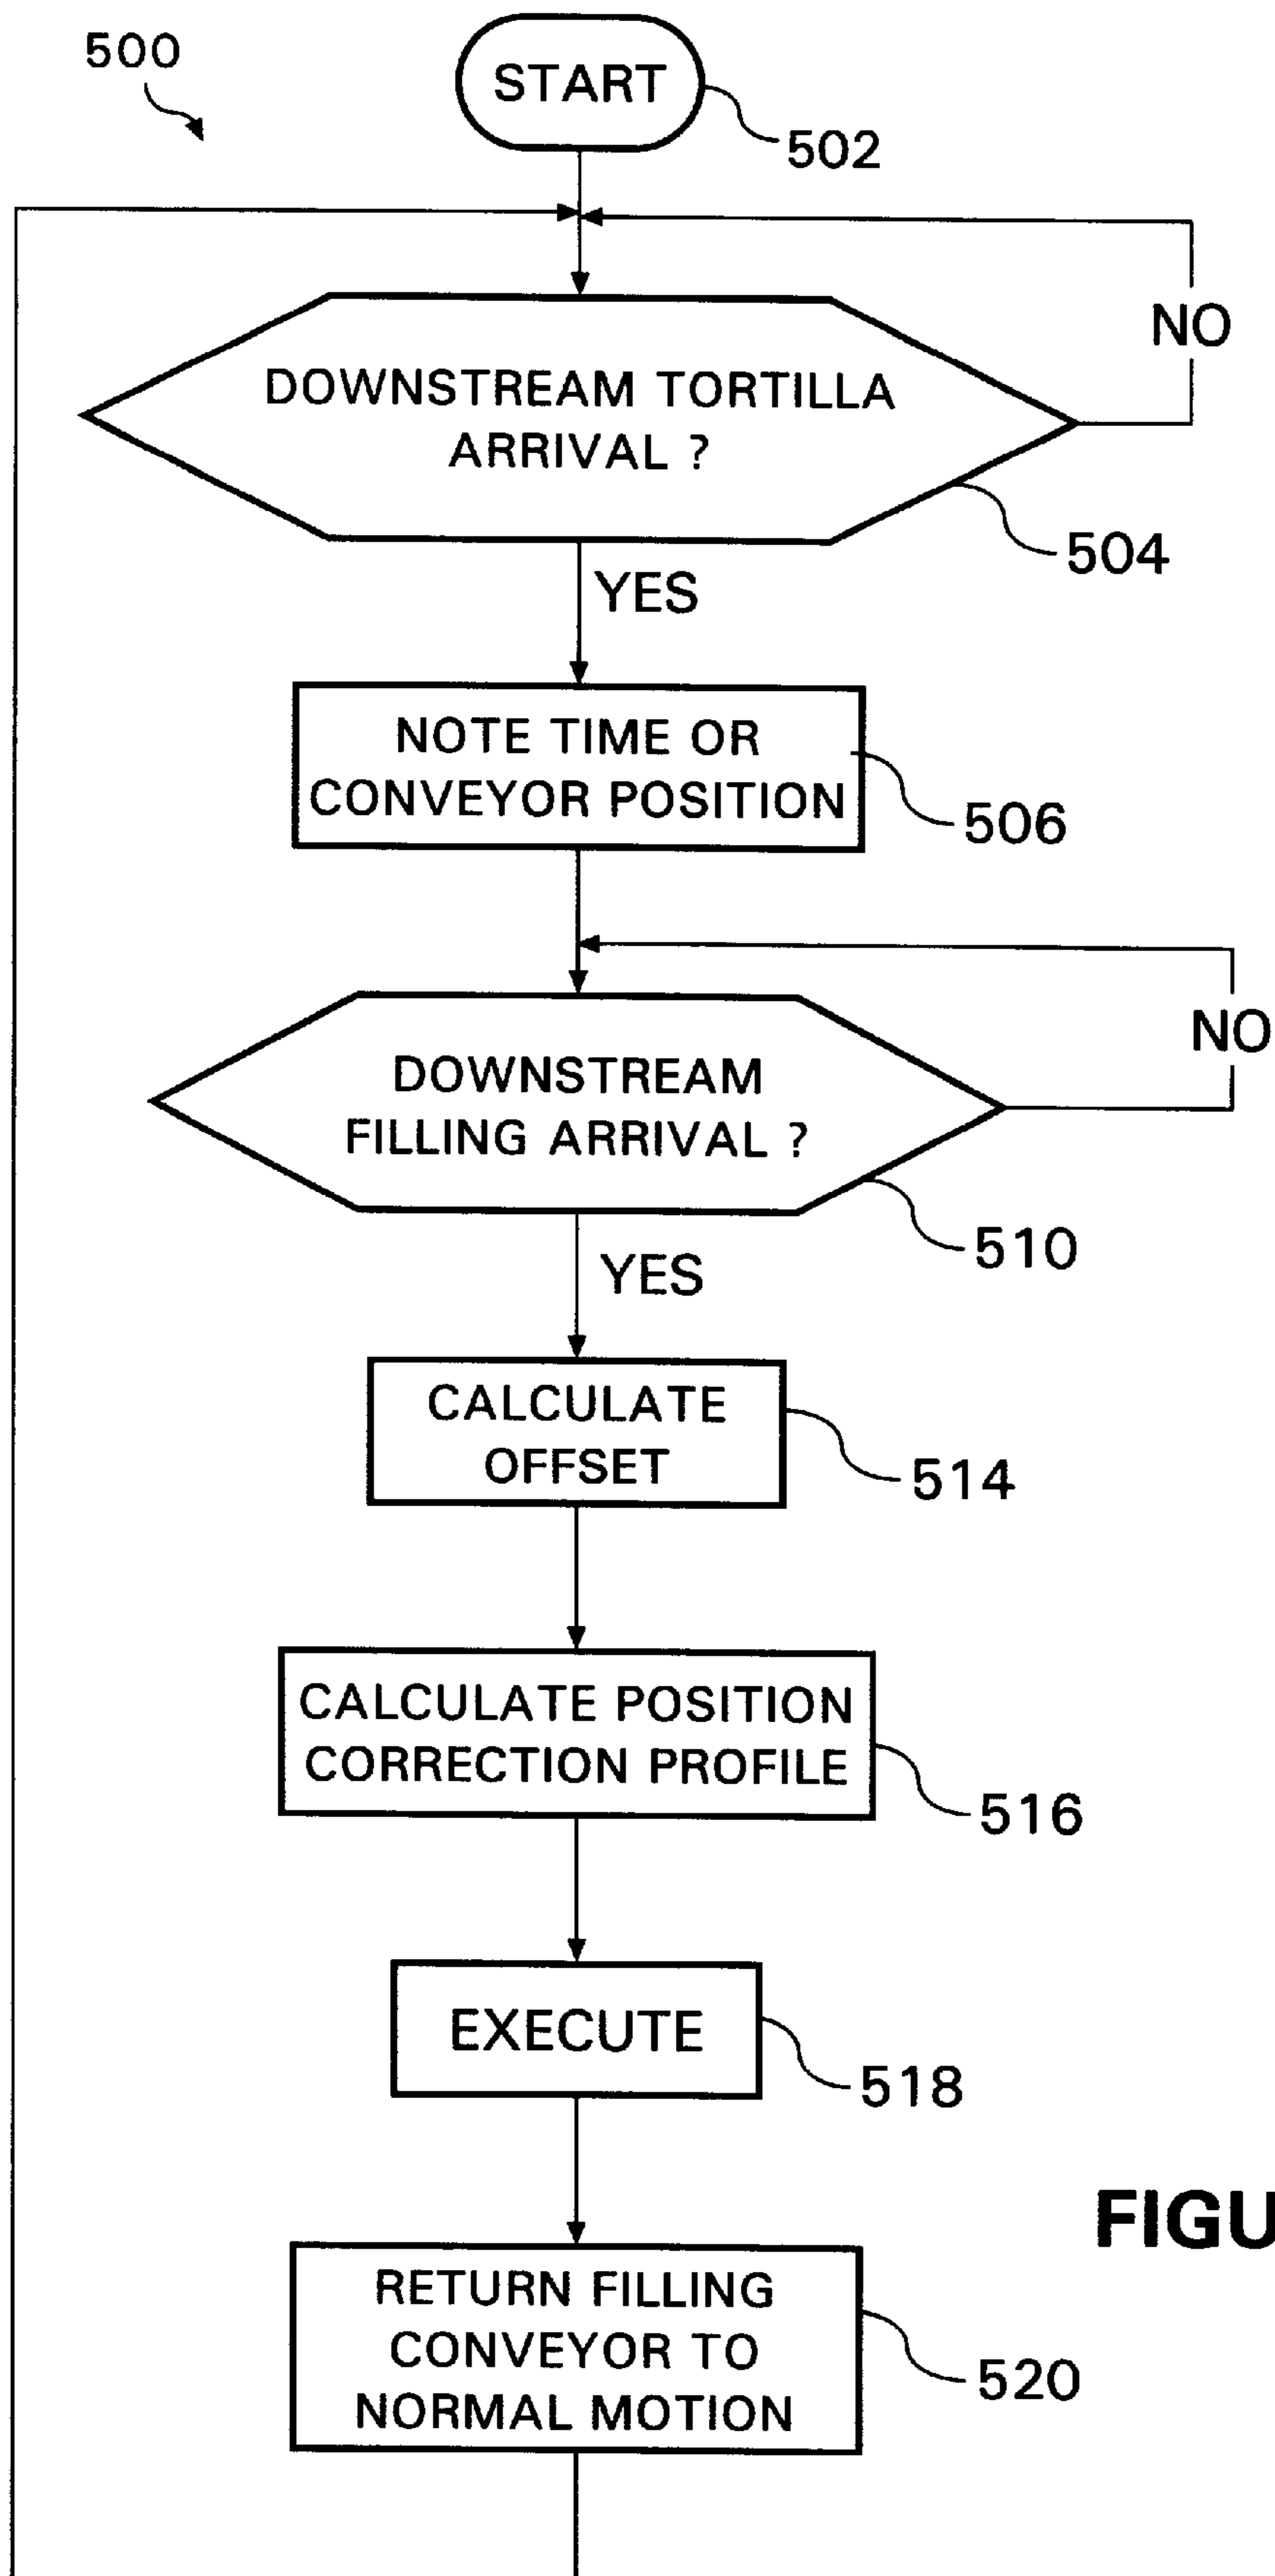 500
START
502
NO
DOWNSTREAM TORTILLA
ARRIVAL ?
504
YES
NOTE TIME OR
CONVEYOR POSITION
506
NO
DOWNSTREAM
FILLING ARRIVAL ?
510
YES
CALCULATE
OFFSET
514
CALCULATE POSITION
CORRECTION PROFILE
516
EXECUTE
518
FIGU
RETURN FILLING
CONVEYOR TO
NORMAL MOTION
520